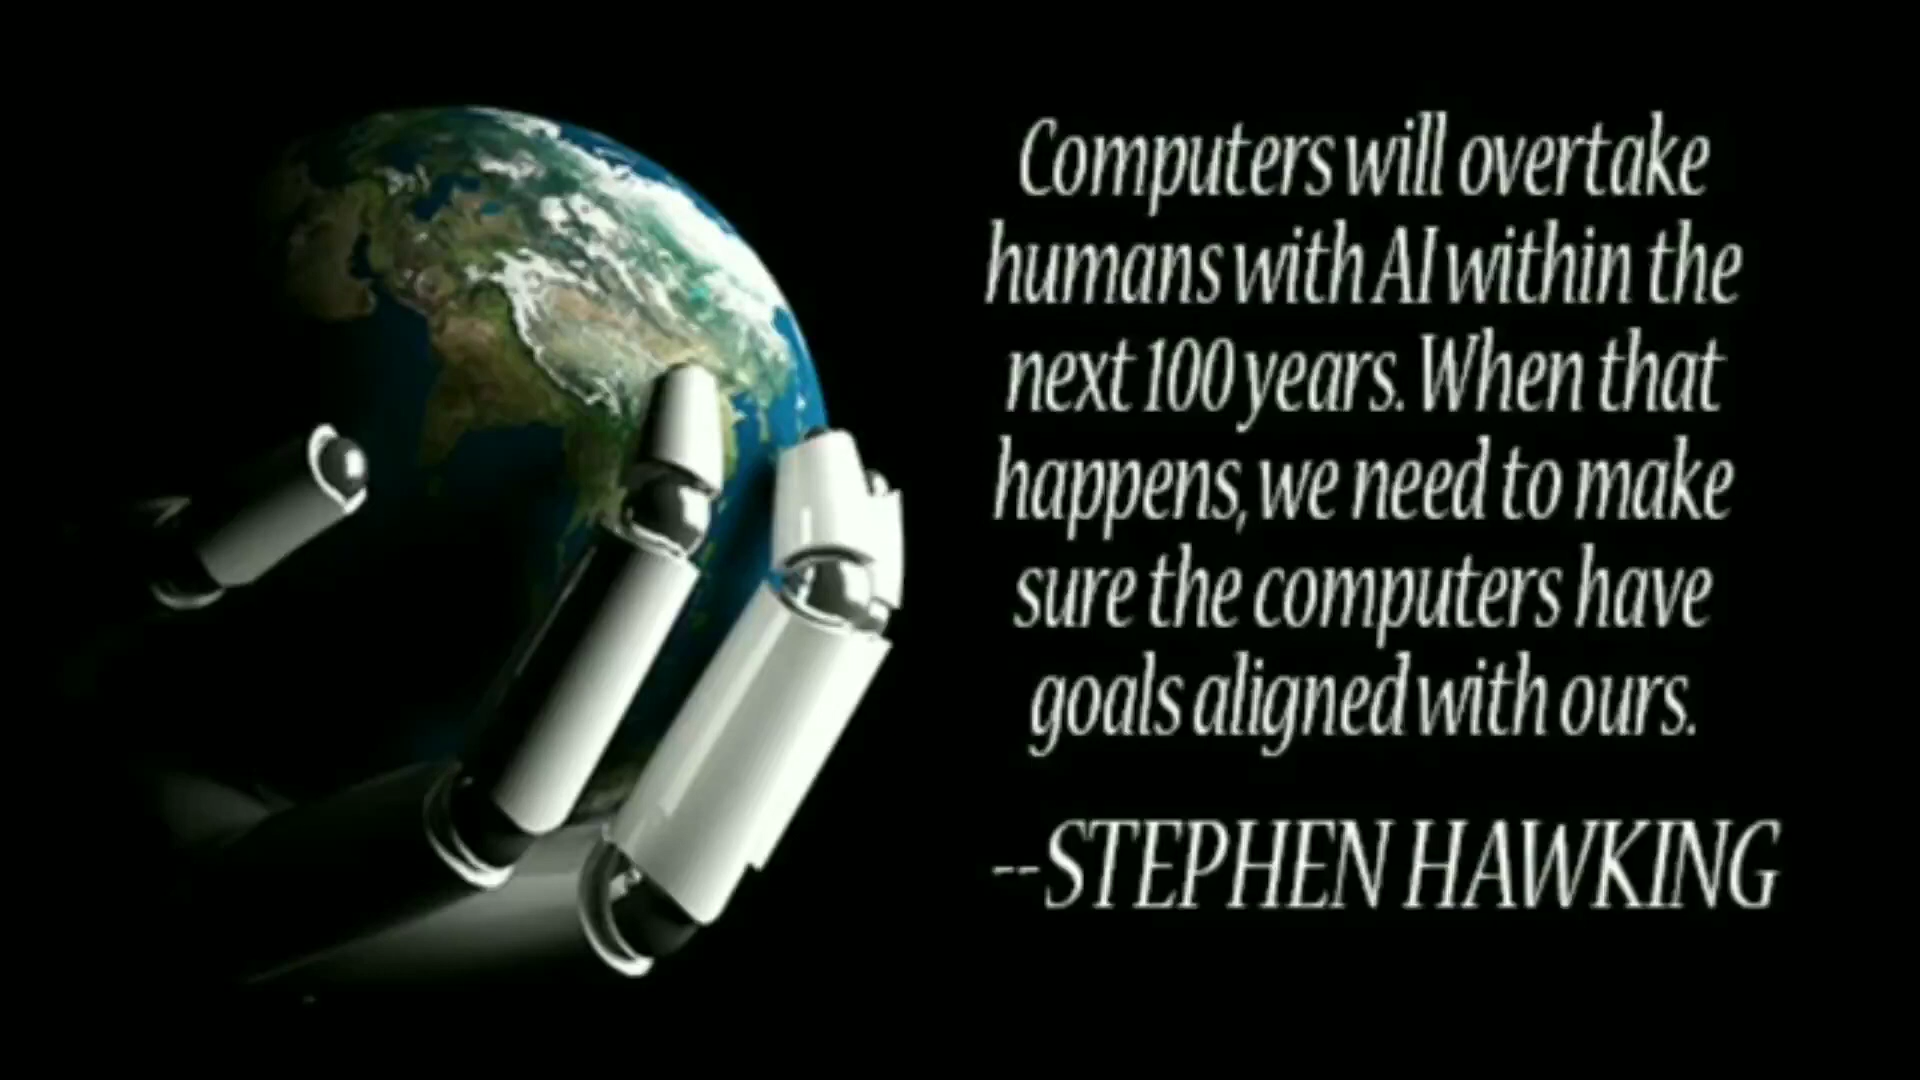 Computers will overtake
humans with AI within the
next 100 years. When that
happens, we need to make
sure the computers have
goals aligned with ours.
--STEPHEN HAWKING